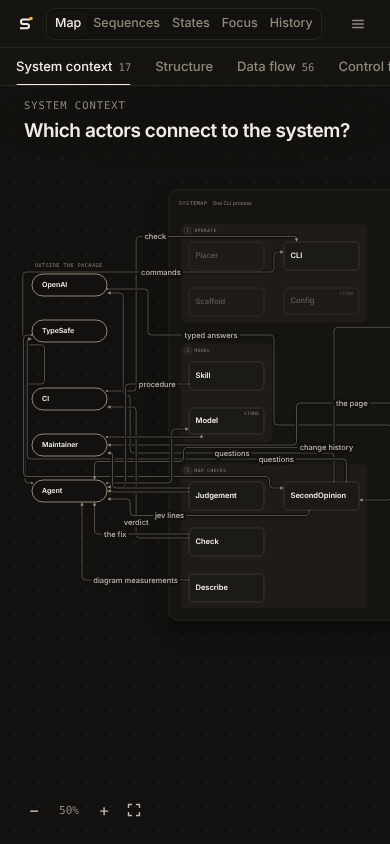 Map Sequences States Focus History
System context 17 Structure Data flow 56 Control f
SYSTEM CONTEXT
Which actors connect to the system?
SYSTEMAP One CLI process
1 OPERATE
check
Placer
CLI
OUTSIDE THE PACKAGE
commands
OpenAI
STORE
Scaffold
Config
TypeSafe
typed answers
MODEL
Skill
procedure
CI
the page
STORE
Model
Maintainer
change history
questions
questions
MAP CHECKS
Agent
Judgement
SecondOpinion
jev lines
verdict
the fix
Check
diagram measurements
Describe
− 50% +